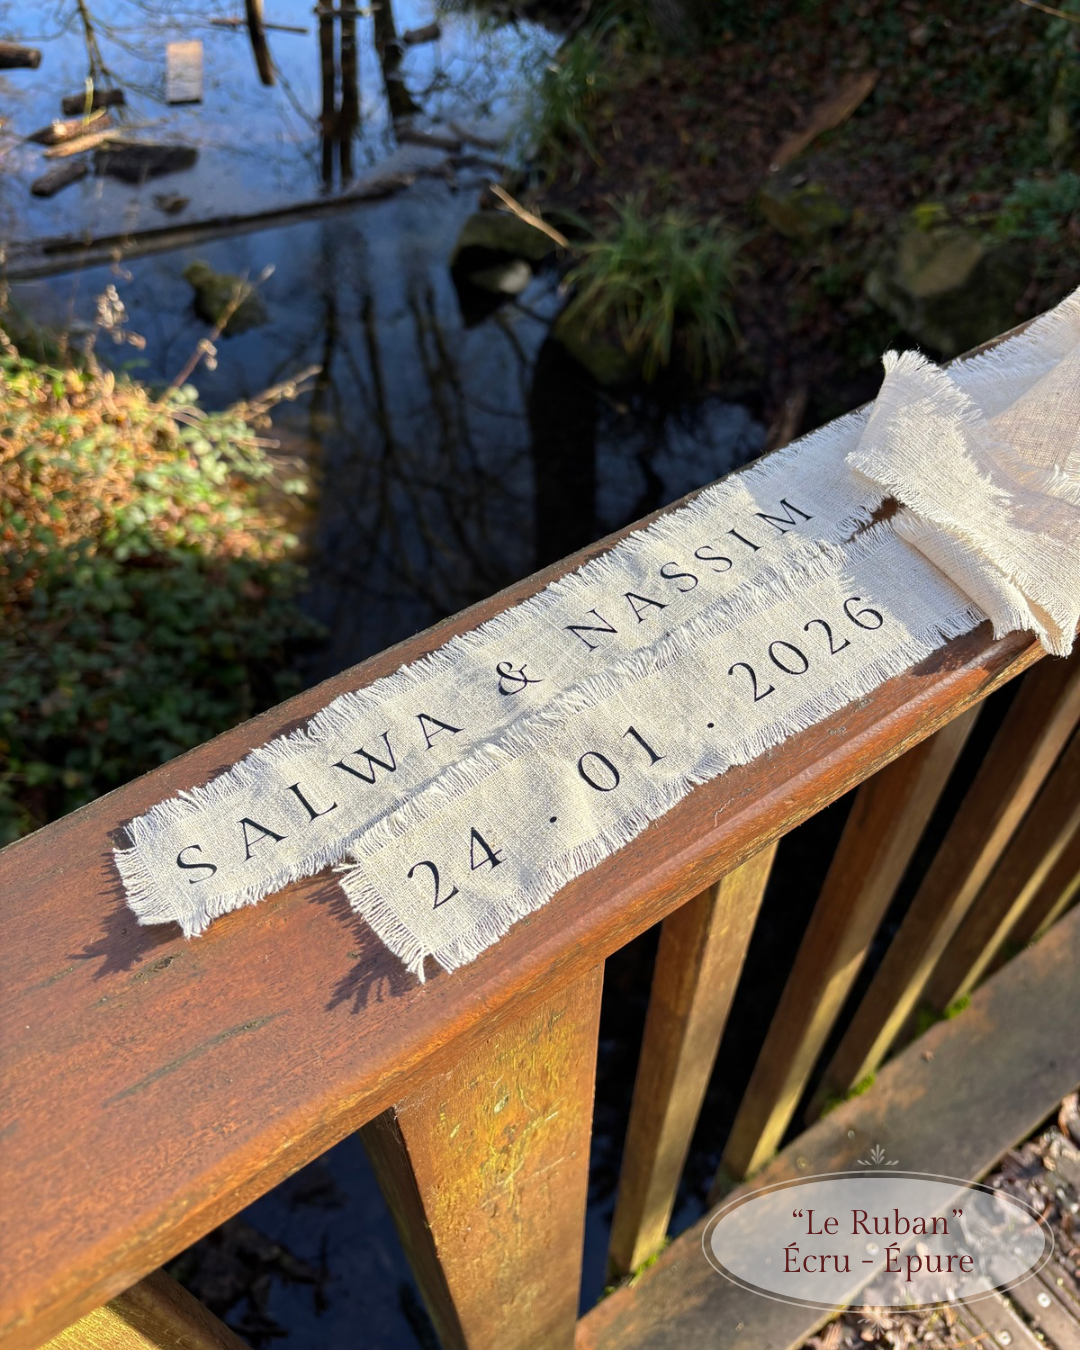 SALWA & NASSIM
24 . 01 . 2026
“Le Ruban”
Écru - Épure